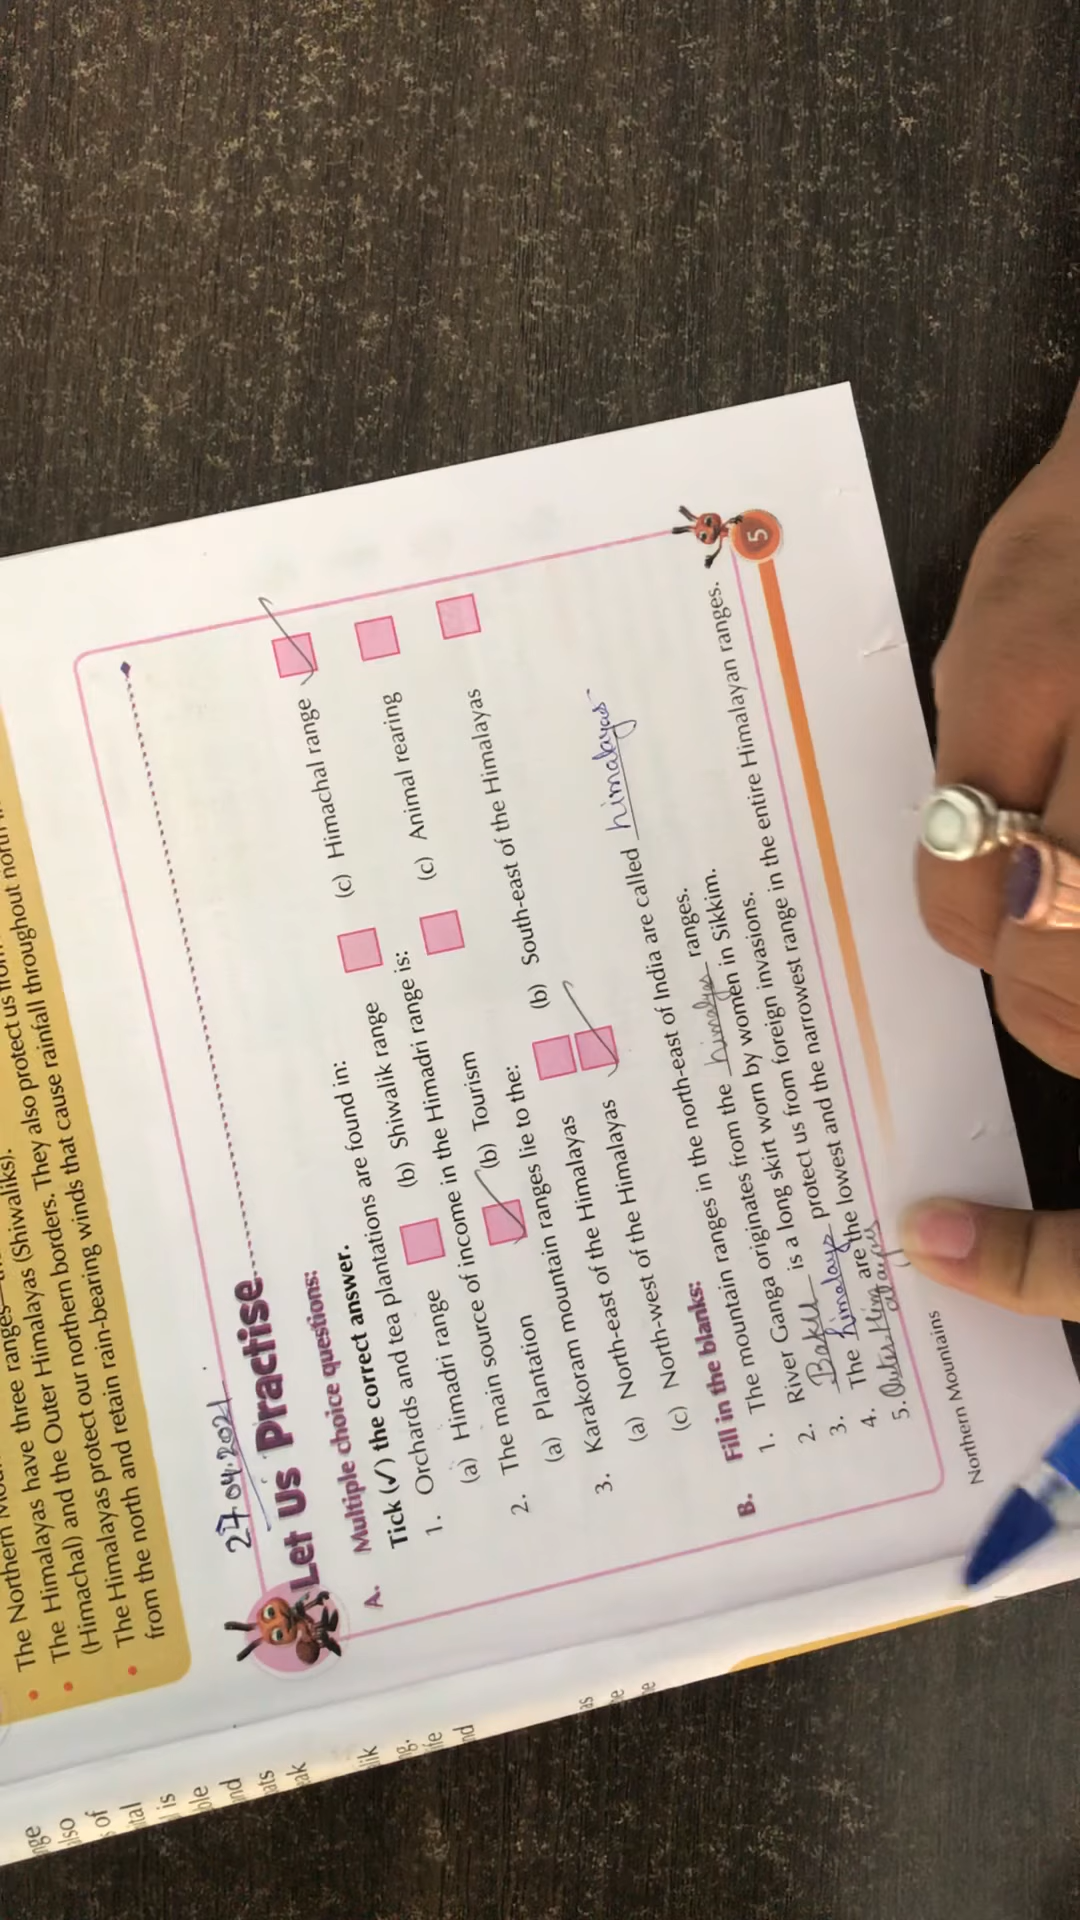 The Northern
The Himalayas have three ranges
(Himachal) and the Outer Himalayas (Shiwaliks).
The Himalayas protect our northern borders. They also protect us from
from the north and retain rain-bearing winds that cause rainfall throughout north
27.04.2021
Let Us Practise
A. Multiple choice questions:
Tick (✓) the correct answer.
1. Orchards and tea plantations are found in:
(a) Himadri range (b) Shiwalik range (c) Himachal range ✓
2. The main source of income in the Himadri range is:
(a) Plantation ✓ (b) Tourism (c) Animal rearing
3. Karakoram mountain ranges lie to the:
(a) North-east of the Himalayas (b) South-east of the Himalayas
(c) North-west of the Himalayas ✓
B. Fill in the blanks:
1. The mountain ranges in the north-east of India are called himalayas
2. River Ganga originates from the himalyas ranges.
3. Baku is a long skirt worn by women in Sikkim.
4. The himalays protect us from foreign invasions.
5. Outer Himalayas are the lowest and the narrowest range in the entire Himalayan ranges.
Northern Mountains
5